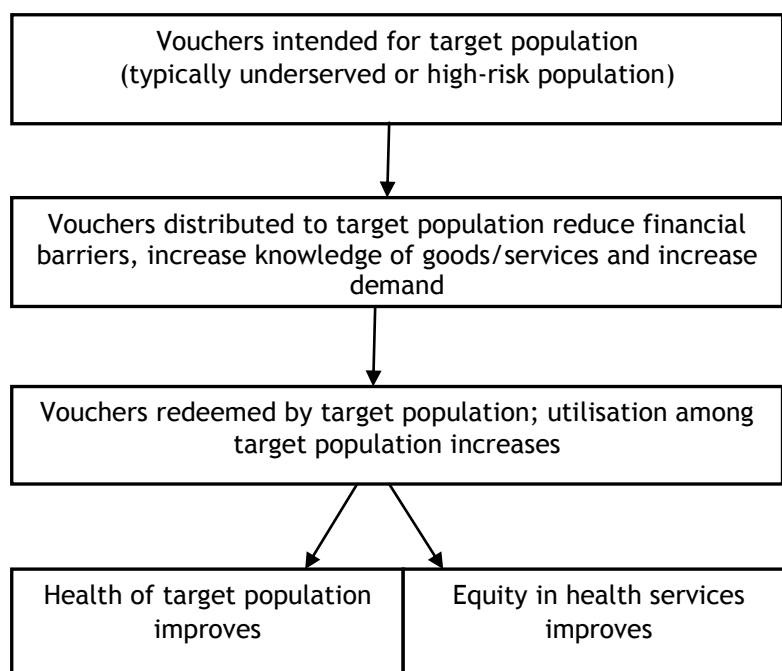 Vouchers intended for target population
(typically underserved or high-risk population)
Vouchers distributed to target population reduce financial
barriers, increase knowledge of goods/services and increase
demand
Vouchers redeemed by target population; utilisation among
target population increases
Health of target population
improves
Equity in health services
improves